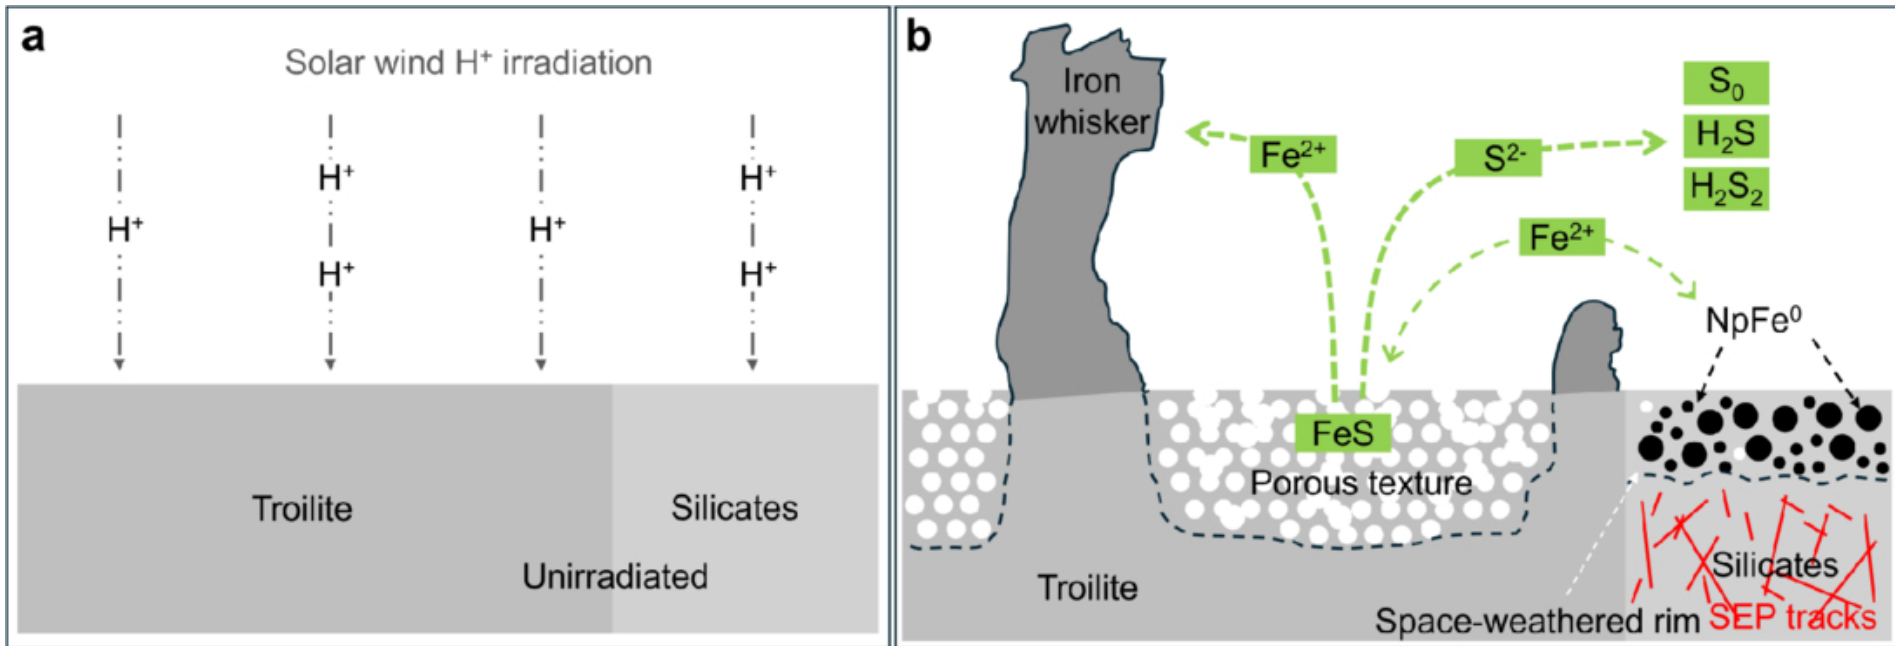 a
Solar wind H⁺ irradiation
H⁺
H⁺
H⁺
H⁺
H⁺
H⁺
Troilite
Silicates
Unirradiated
b
Iron
whisker
Fe²⁺
S²⁻
S₀
H₂S
H₂S₂
Fe²⁺
NpFe⁰
FeS
Porous texture
Troilite
Silicates
Space-weathered rim
SEP tracks